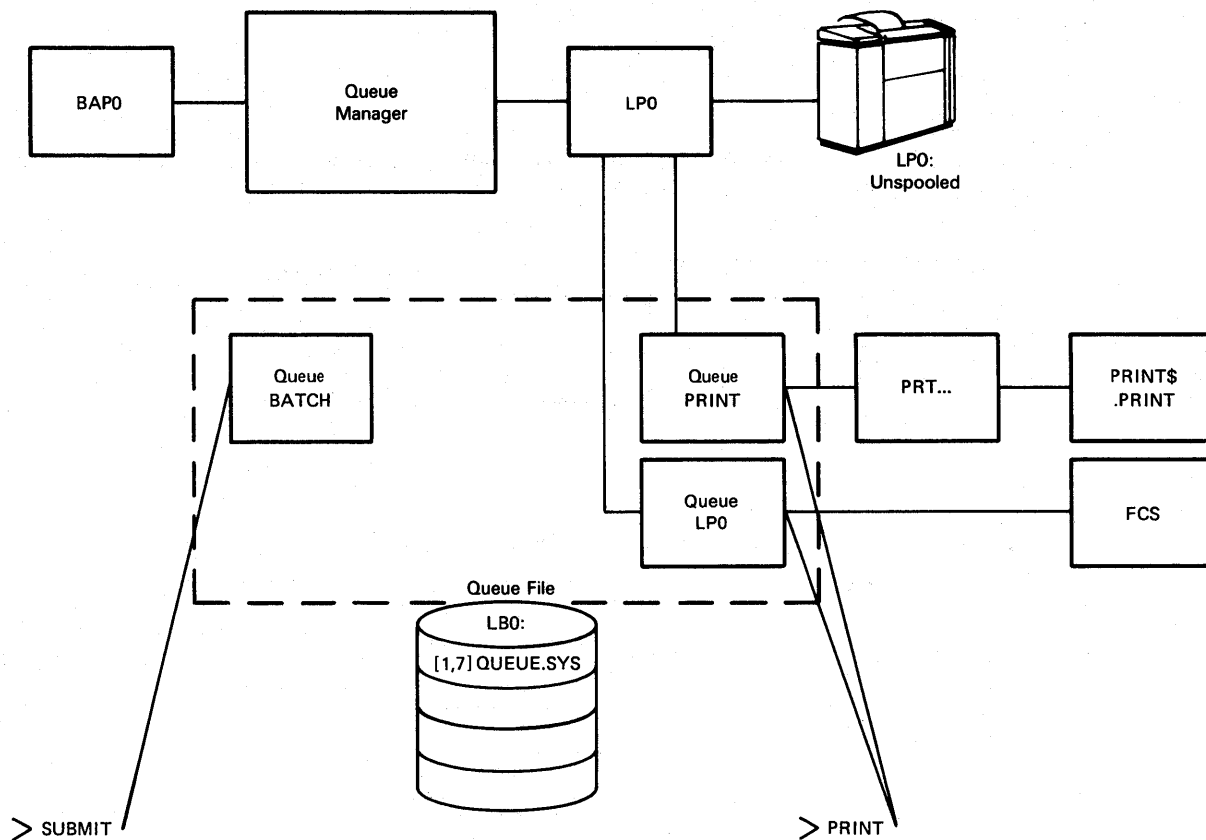 BAP0
Queue
Manager
LP0
LP0:
Unspooled
Queue
BATCH
Queue
PRINT
PRT...
PRINT$
.PRINT
Queue
LP0
FCS
Queue File
LB0:
[1,7] QUEUE.SYS
> SUBMIT
> PRINT